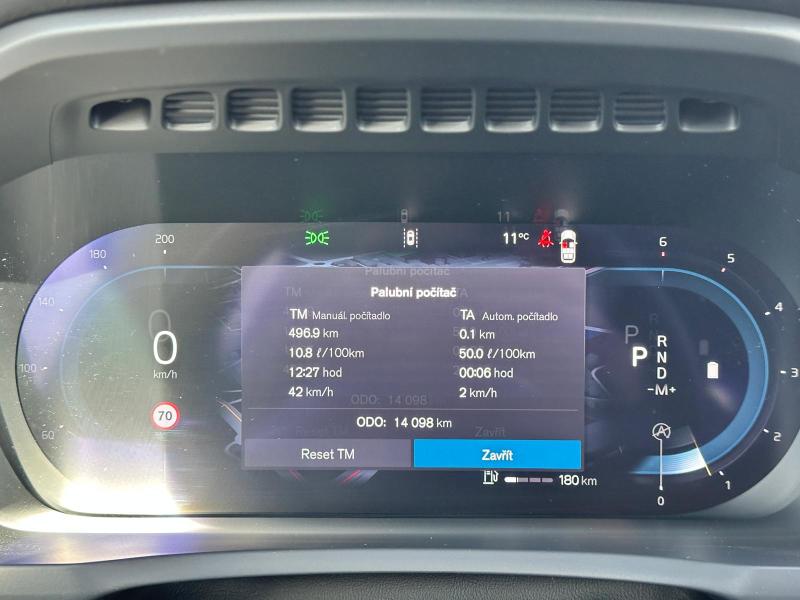 11
11°C
200
180
140
100
60
0
km/h
70
Palubní počítač
TM Manuál. počítadlo
496.9 km
10.8 ℓ/100km
12:27 hod
42 km/h
TA Autom. počítadlo
0.1 km
50.0 ℓ/100km
00:06 hod
2 km/h
ODO: 14 098 km
Reset TM
Zavřít
180 km
P
R
N
D
-M+
A
6
5
4
3
2
1
0